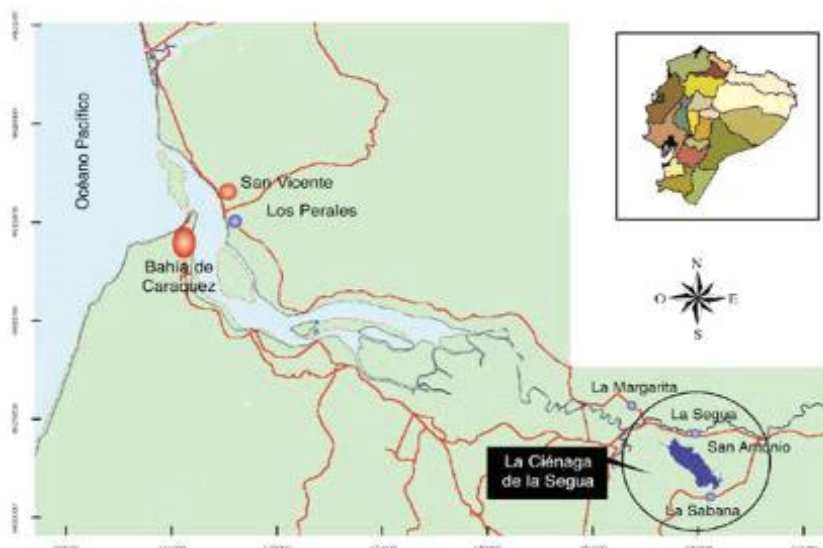 Océano Pacífico
San Vicente
Los Perales
Bahía de
Caraquez
N
O
E
S
La Margarita
La Segua
San Antonio
La Ciénaga
de la Segua
La Sabana